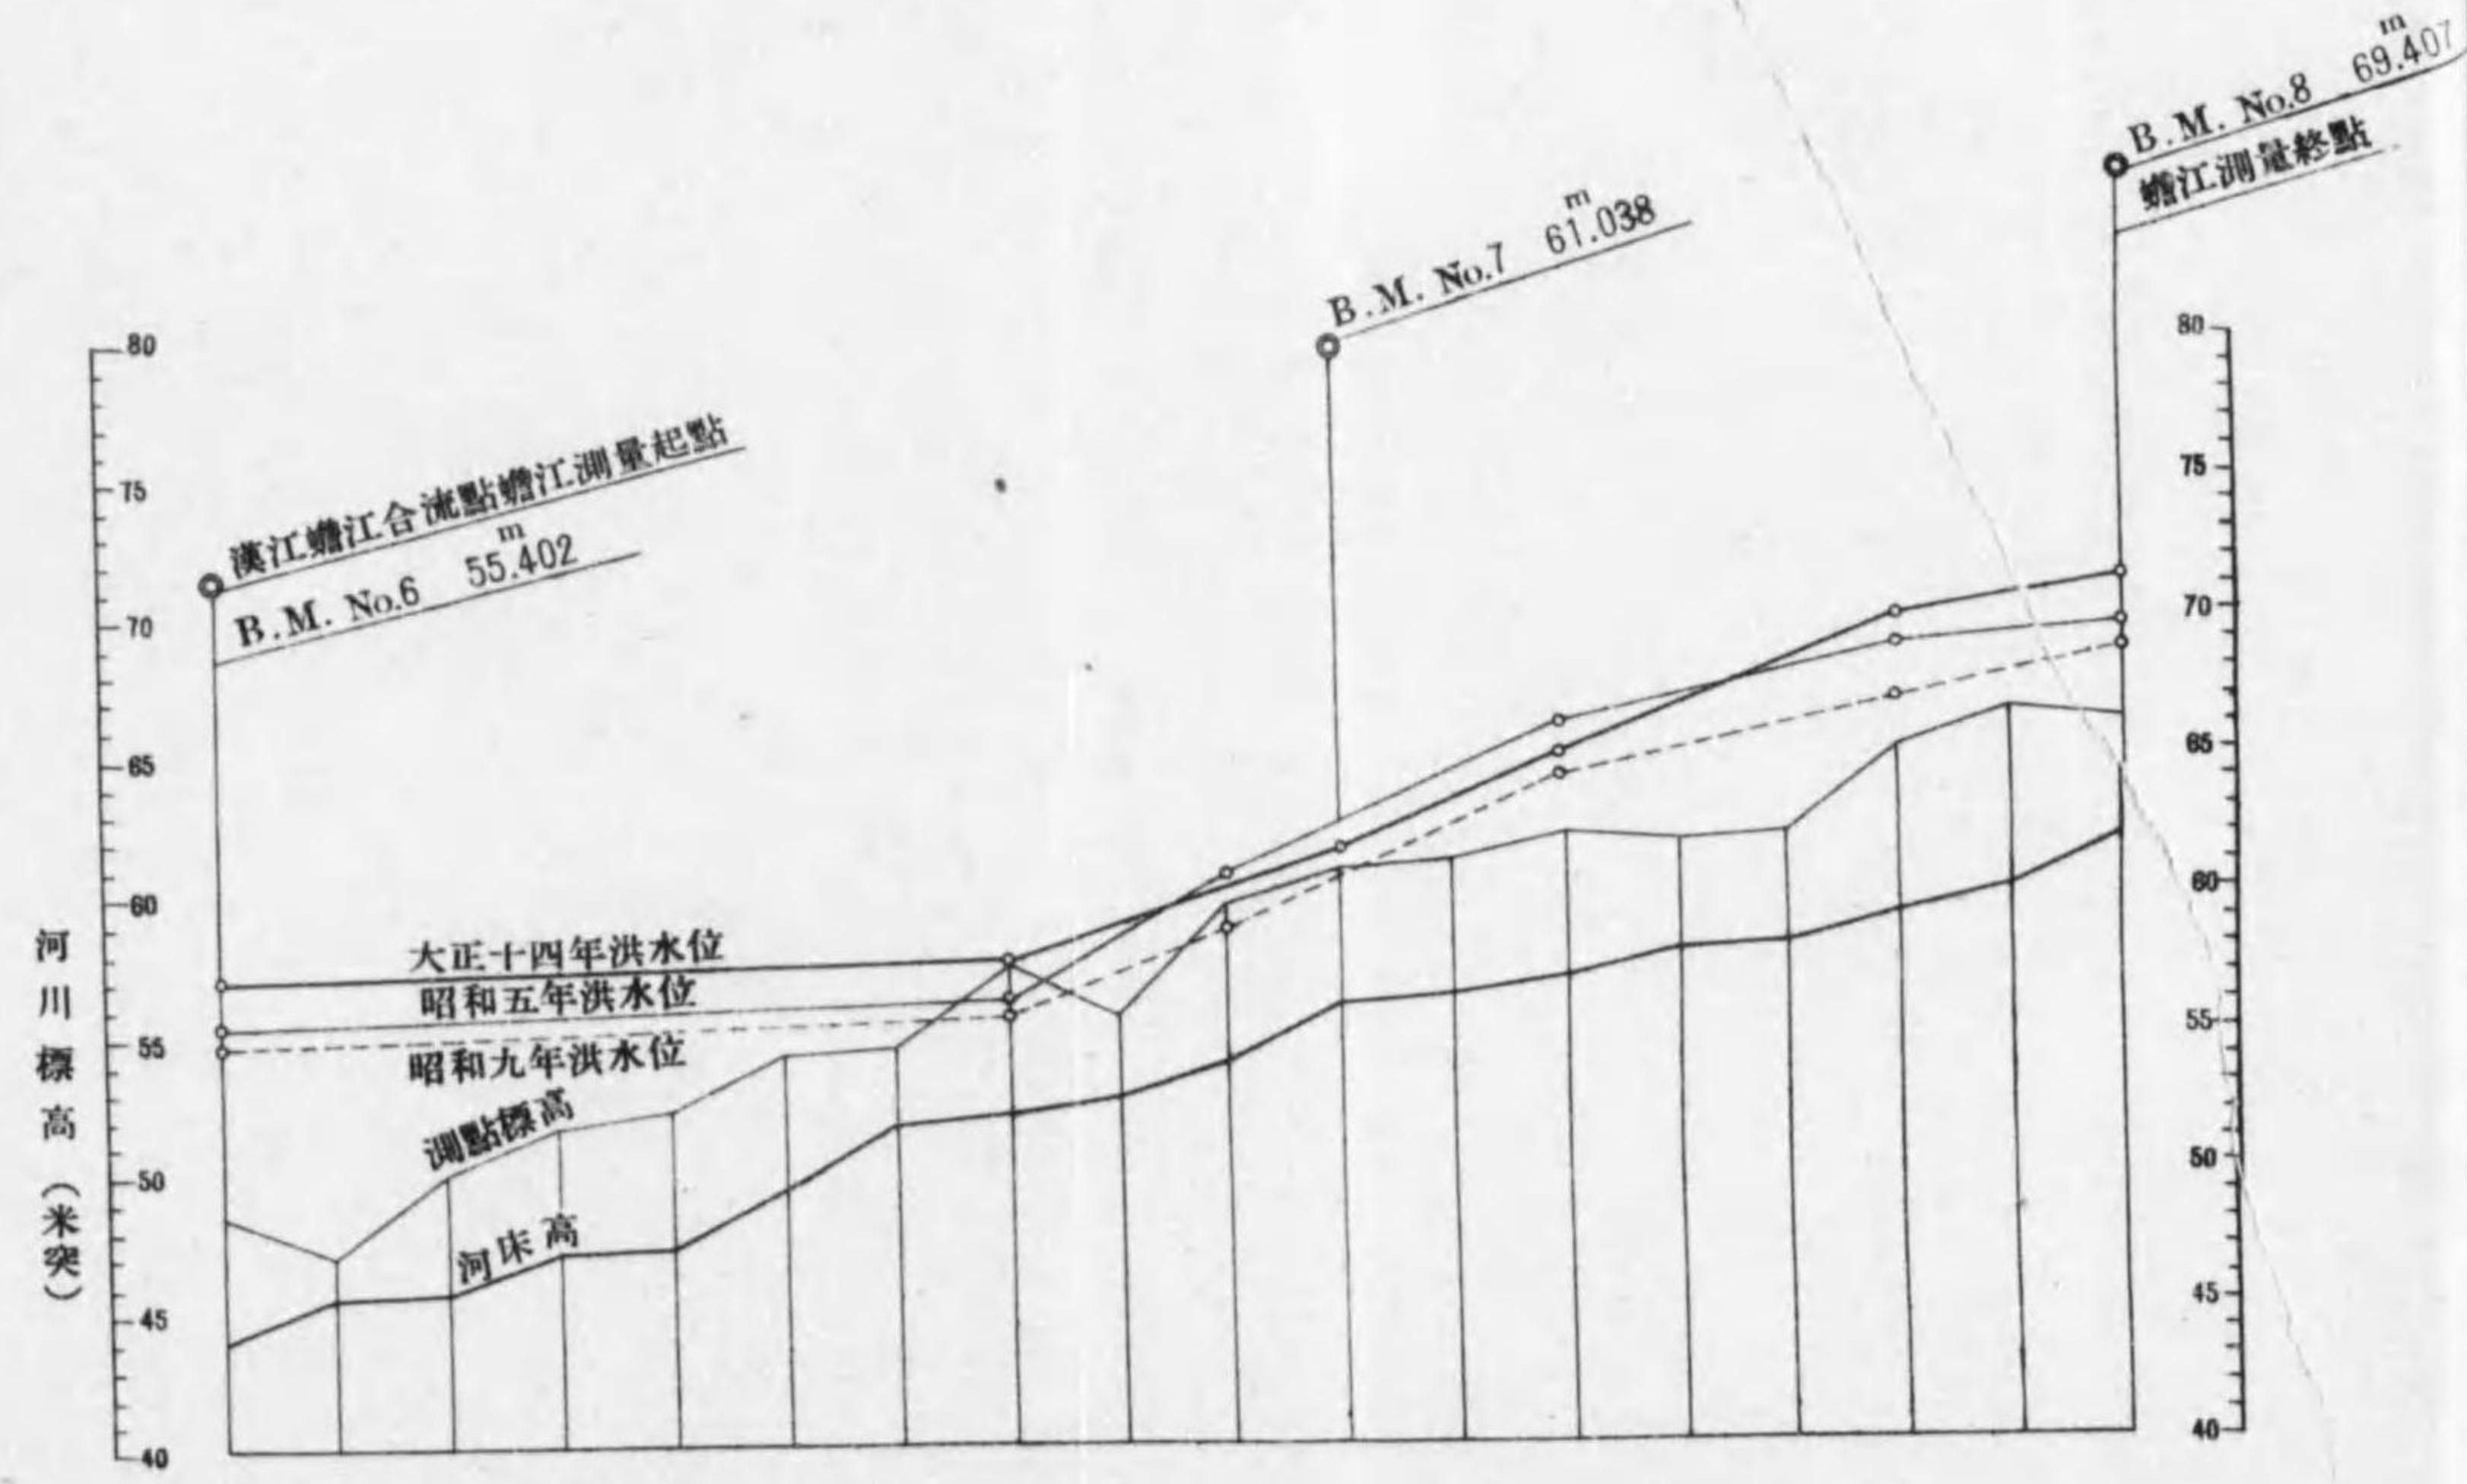 B.M. No.8 69.407 m
蟾江測量終點
B.M. No.7 61.038 m
漢江蟾江合流點蟾江測量起點
B.M. No.6 55.402 m
80
75
70
65
60
55
50
45
40
河川標高(米突)
大正十四年洪水位
昭和五年洪水位
昭和九年洪水位
測點標高
河床高
80
75
70
65
60
55
50
45
40